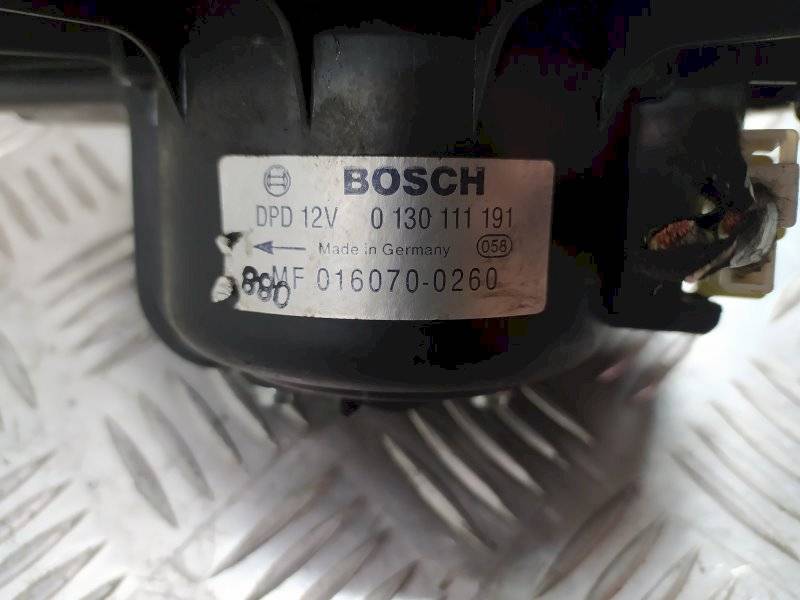 BOSCH
DPD 12V 0 130 111 191
Made in Germany 058
MF 016070-0260
880